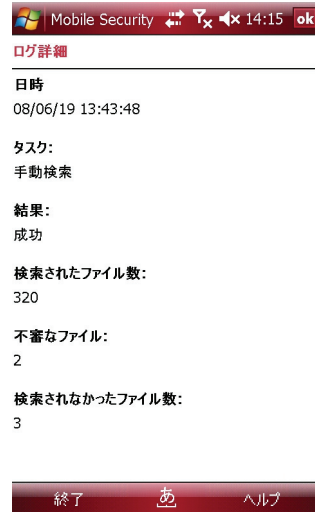 Mobile Security 14:15 ok
ログ詳細
日時
08/06/19 13:43:48
タスク:
手動検索
結果:
成功
検索されたファイル数:
320
不審なファイル:
2
検索されなかったファイル数:
3
終了 あ ヘルプ